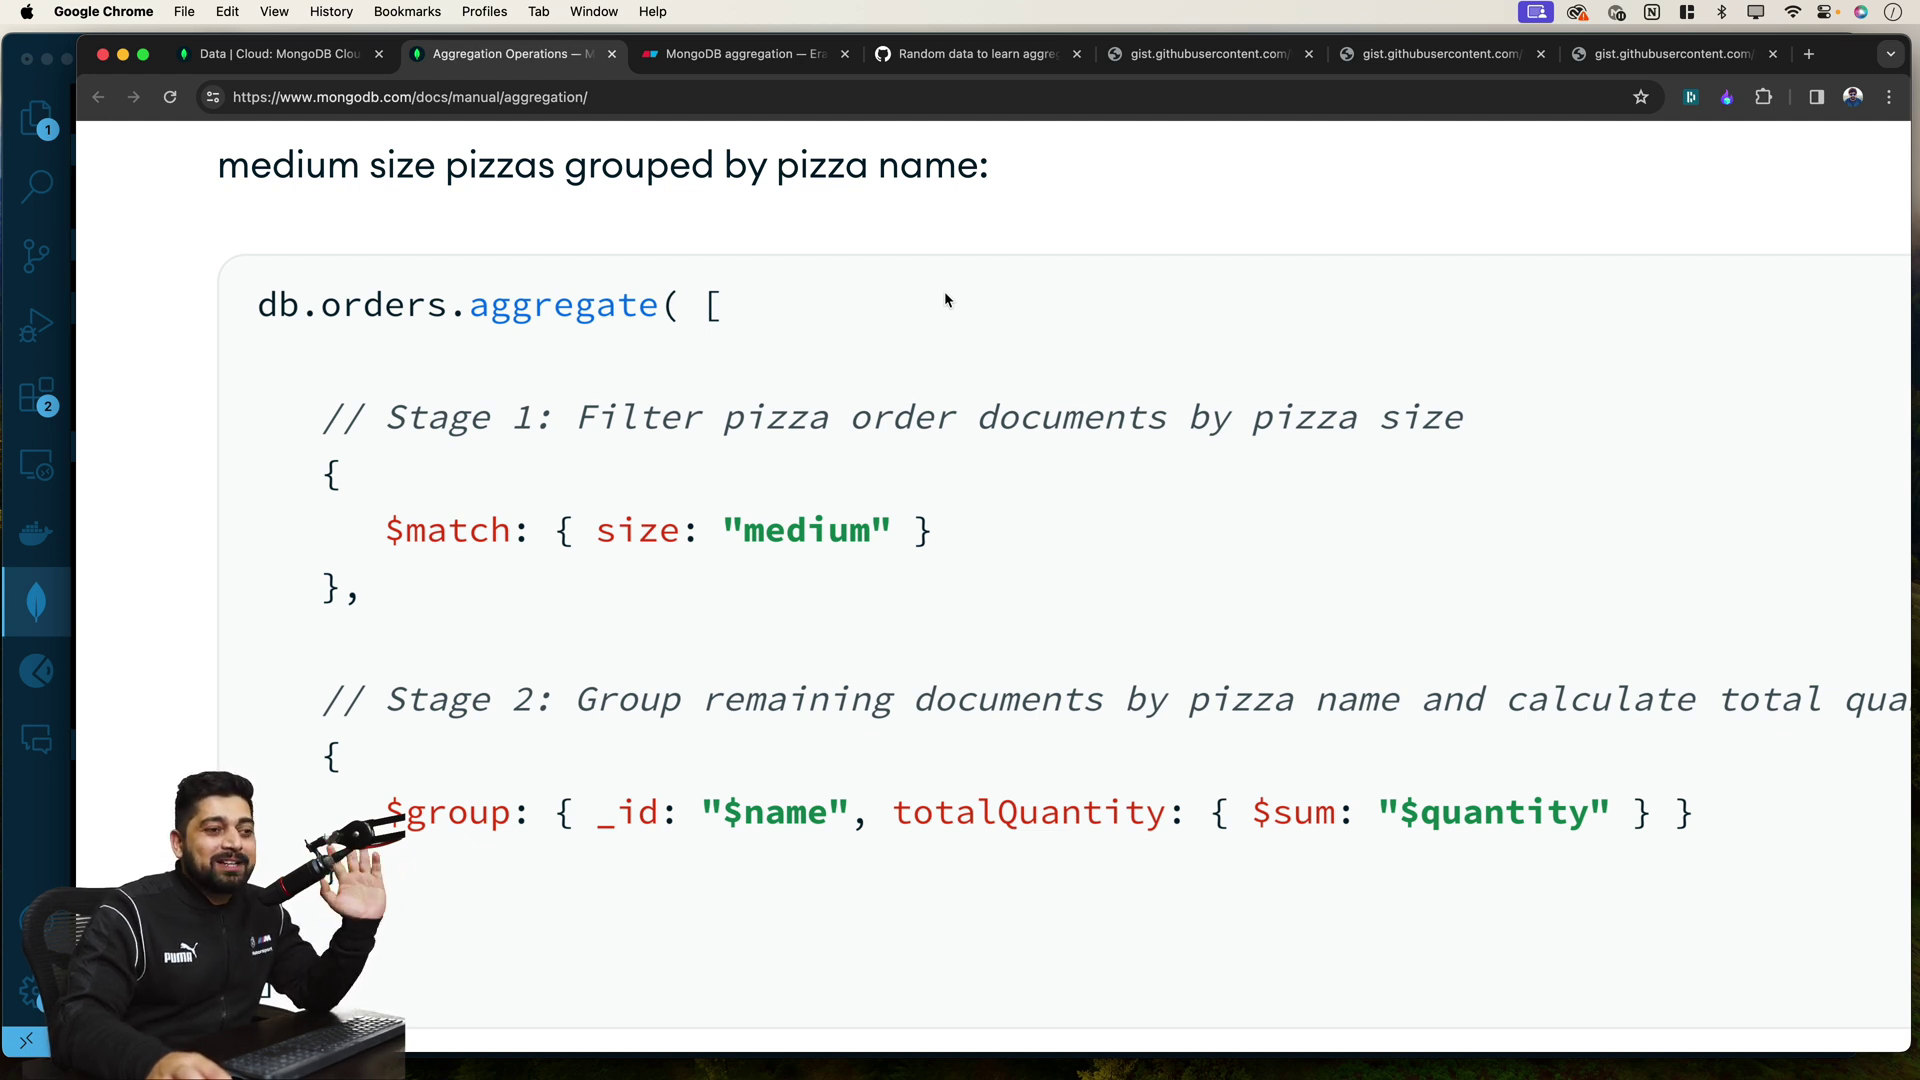 Google Chrome File Edit View History Bookmarks Profiles Tab Window Help
Data | Cloud: MongoDB Clou Aggregation Operations — M MongoDB aggregation — Era Random data to learn aggreg gist.githubusercontent.com/ gist.githubusercontent.com/ gist.githubusercontent.com/
https://www.mongodb.com/docs/manual/aggregation/
1
2
medium size pizzas grouped by pizza name:
db.orders.aggregate( [
// Stage 1: Filter pizza order documents by pizza size
{
$match: { size: "medium" }
},
// Stage 2: Group remaining documents by pizza name and calculate total qua
{
$group: { _id: "$name", totalQuantity: { $sum: "$quantity" } }
PUMA